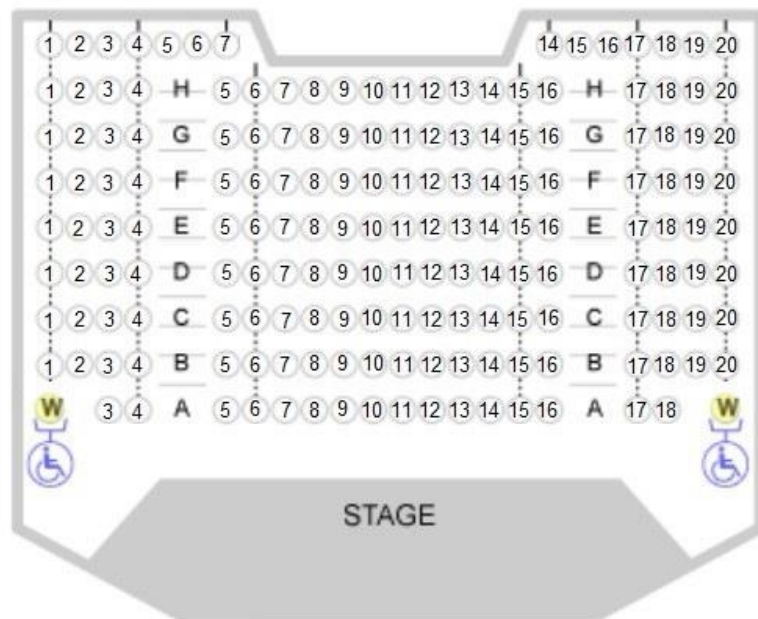 1 2 3 4 5 6 7 14 15 16 17 18 19 20
1 2 3 4 H 5 6 7 8 9 10 11 12 13 14 15 16 H 17 18 19 20
1 2 3 4 G 5 6 7 8 9 10 11 12 13 14 15 16 G 17 18 19 20
1 2 3 4 F 5 6 7 8 9 10 11 12 13 14 15 16 F 17 18 19 20
1 2 3 4 E 5 6 7 8 9 10 11 12 13 14 15 16 E 17 18 19 20
1 2 3 4 D 5 6 7 8 9 10 11 12 13 14 15 16 D 17 18 19 20
1 2 3 4 C 5 6 7 8 9 10 11 12 13 14 15 16 C 17 18 19 20
1 2 3 4 B 5 6 7 8 9 10 11 12 13 14 15 16 B 17 18 19 20
W 3 4 A 5 6 7 8 9 10 11 12 13 14 15 16 A 17 18 W
STAGE